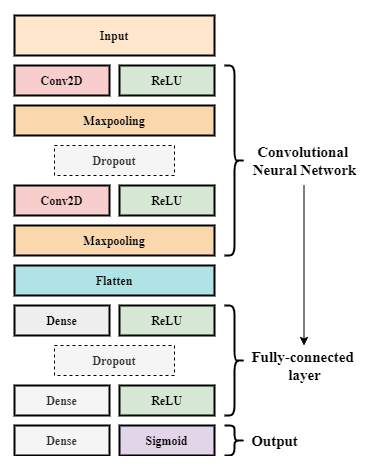 Input
Conv2D ReLU
Maxpooling
Dropout
Conv2D ReLU
Maxpooling
Flatten
Dense ReLU
Dropout
Dense ReLU
Dense Sigmoid
Convolutional
Neural Network
Fully-connected
layer
Output